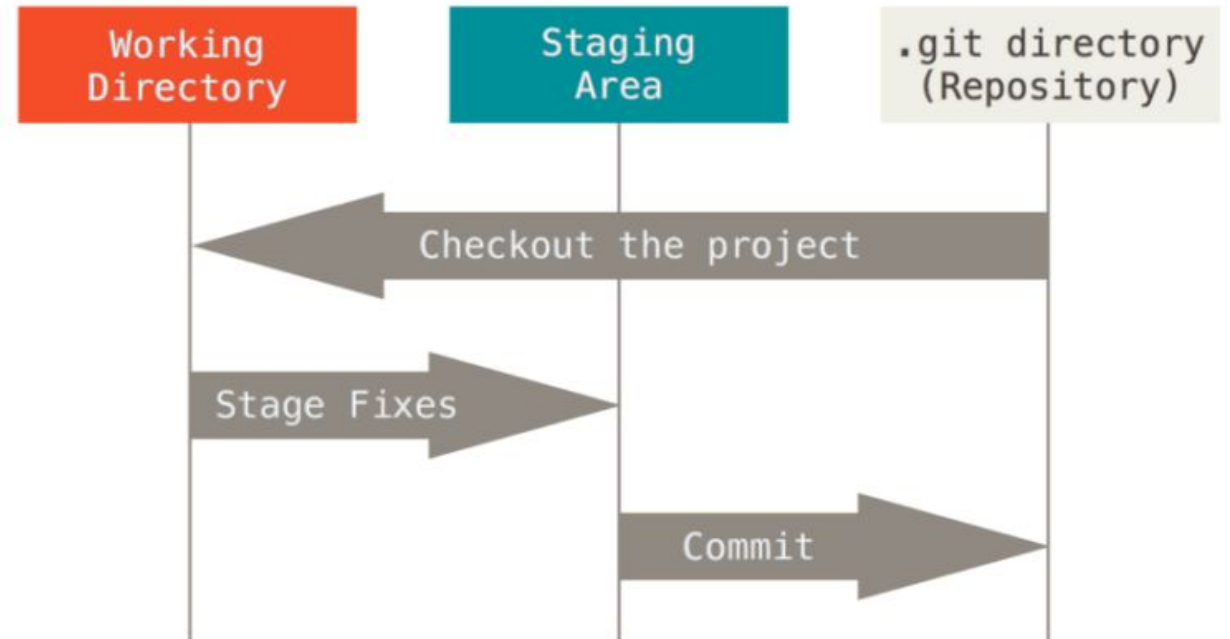 Working
Directory
Staging
Area
.git directory
(Repository)
Checkout the project
Stage Fixes
Commit